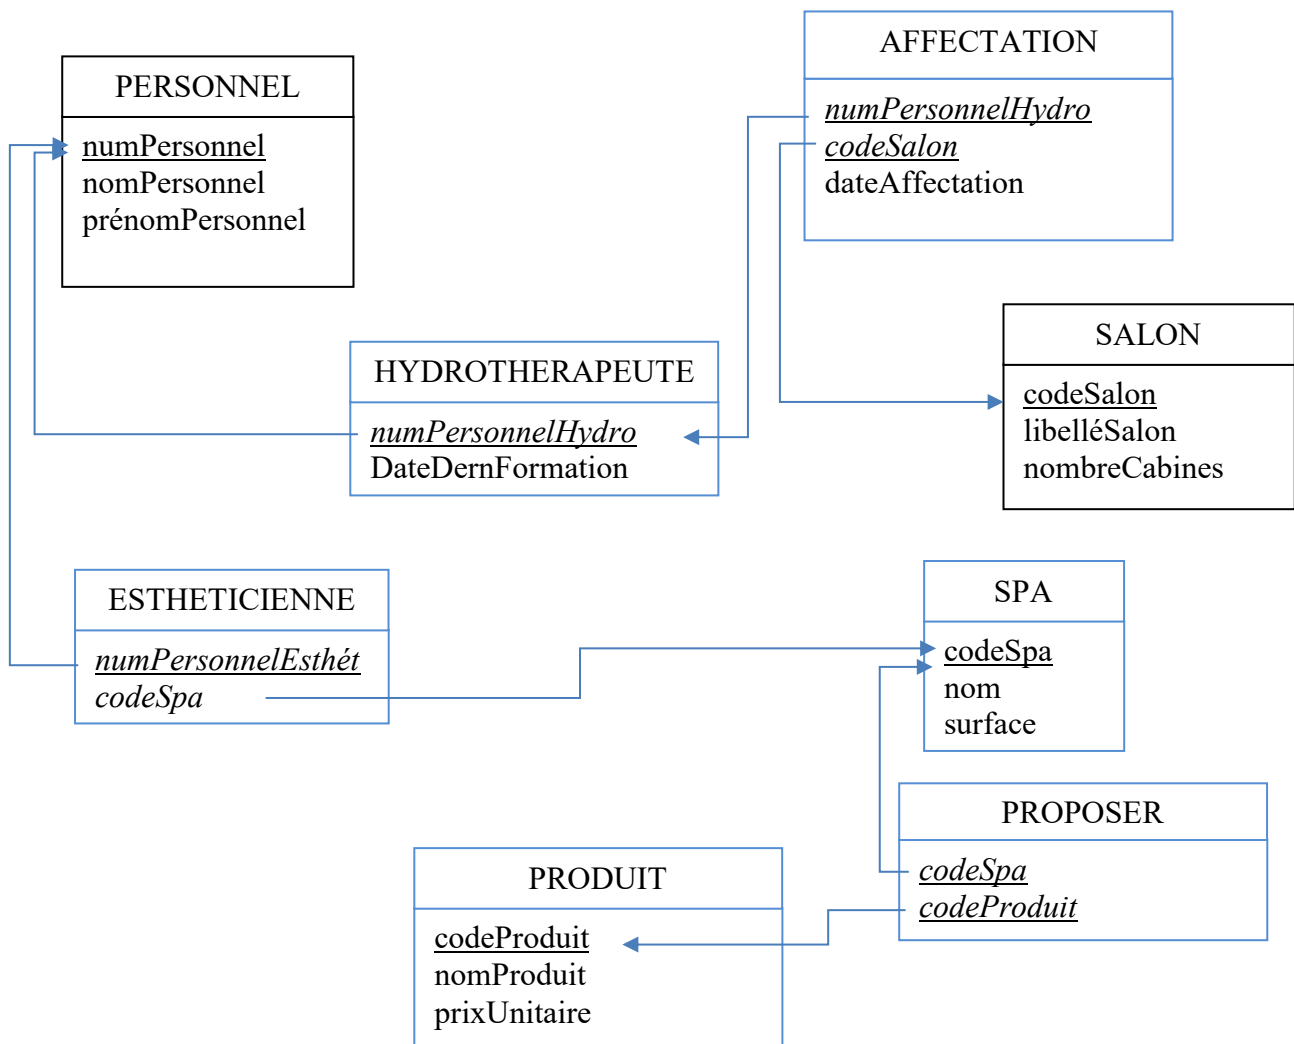 PERSONNEL
numPersonnel
nomPersonnel
prénomPersonnel
AFFECTATION
numPersonnelHydro
codeSalon
dateAffectation
HYDROTHERAPEUTE
numPersonnelHydro
DateDernFormation
SALON
codeSalon
libelléSalon
nombreCabines
ESTHETICIENNE
numPersonnelEsthét
codeSpa
SPA
codeSpa
nom
surface
PRODUIT
codeProduit
nomProduit
prixUnitaire
PROPOSER
codeSpa
codeProduit